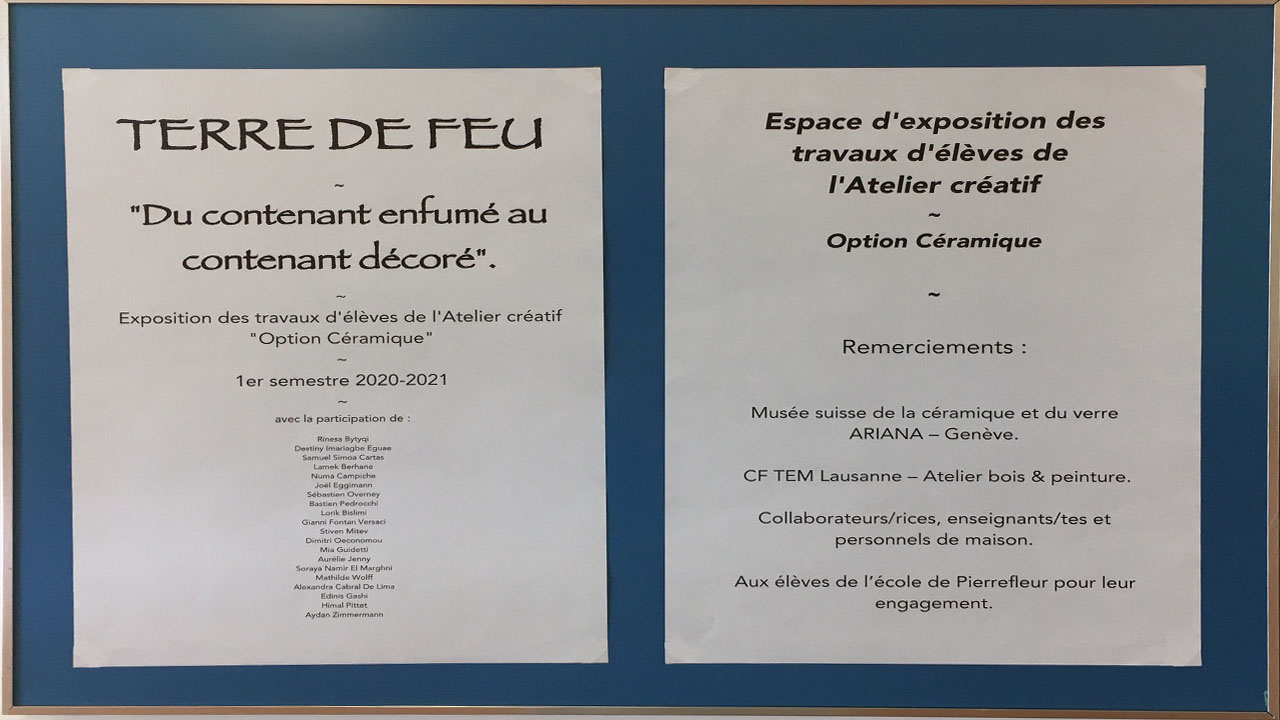 TERRE DE FEU
~
"Du contenant enfumé au
contenant décoré".
~
Exposition des travaux d'élèves de l'Atelier créatif
"Option Céramique"
~
1er semestre 2020-2021
~
avec la participation de :
Rinesa Bytyqi
Destiny Imariagbe Eguae
Samuel Simoa Cartas
Lamek Berhane
Numa Campiche
Joël Eggimann
Sébastien Overney
Bastien Pedrocchi
Lorik Bislimi
Gianni Fontan Versaci
Stiven Mitev
Dimitri Oeconomou
Mia Guidetti
Aurélie Jenny
Soraya Namir El Marghni
Mathilde Wolff
Alexandra Cabral De Lima
Edinis Gashi
Himal Pittet
Aydan Zimmermann
Espace d'exposition des
travaux d'élèves de
l'Atelier créatif
~
Option Céramique
~
Remerciements :
Musée suisse de la céramique et du verre
ARIANA – Genève.
CF TEM Lausanne – Atelier bois & peinture.
Collaborateurs/rices, enseignants/tes et
personnels de maison.
Aux élèves de l’école de Pierrefleur pour leur
engagement.